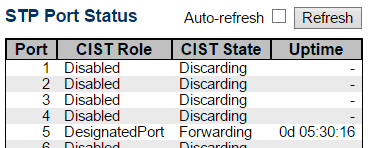 STP Port Status Auto-refresh Refresh
Port CIST Role CIST State Uptime
1 Disabled Discarding -
2 Disabled Discarding -
3 Disabled Discarding -
4 Disabled Discarding -
5 DesignatedPort Forwarding 0d 05:30:16
6 Disabled Discarding -